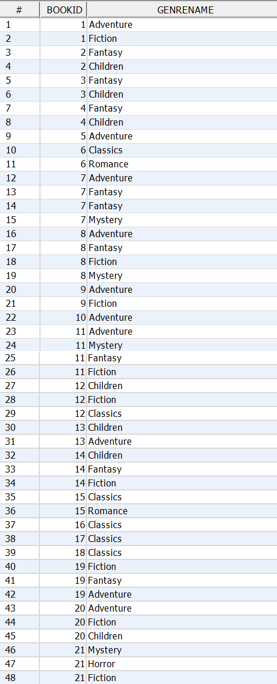 # BOOKID GENRENAME
1 1 Adventure
2 1 Fiction
3 2 Fantasy
4 2 Children
5 3 Fantasy
6 3 Children
7 4 Fantasy
8 4 Children
9 5 Adventure
10 6 Classics
11 6 Romance
12 7 Adventure
13 7 Fantasy
14 7 Fantasy
15 7 Mystery
16 8 Adventure
17 8 Fantasy
18 8 Fiction
19 8 Mystery
20 9 Adventure
21 9 Fiction
22 10 Adventure
23 11 Adventure
24 11 Mystery
25 11 Fantasy
26 11 Fiction
27 12 Children
28 12 Fiction
29 12 Classics
30 13 Children
31 13 Adventure
32 14 Children
33 14 Fantasy
34 14 Fiction
35 15 Classics
36 15 Romance
37 16 Classics
38 17 Classics
39 18 Classics
40 19 Fiction
41 19 Fantasy
42 19 Adventure
43 20 Adventure
44 20 Fiction
45 20 Children
46 21 Mystery
47 21 Horror
48 21 Fiction